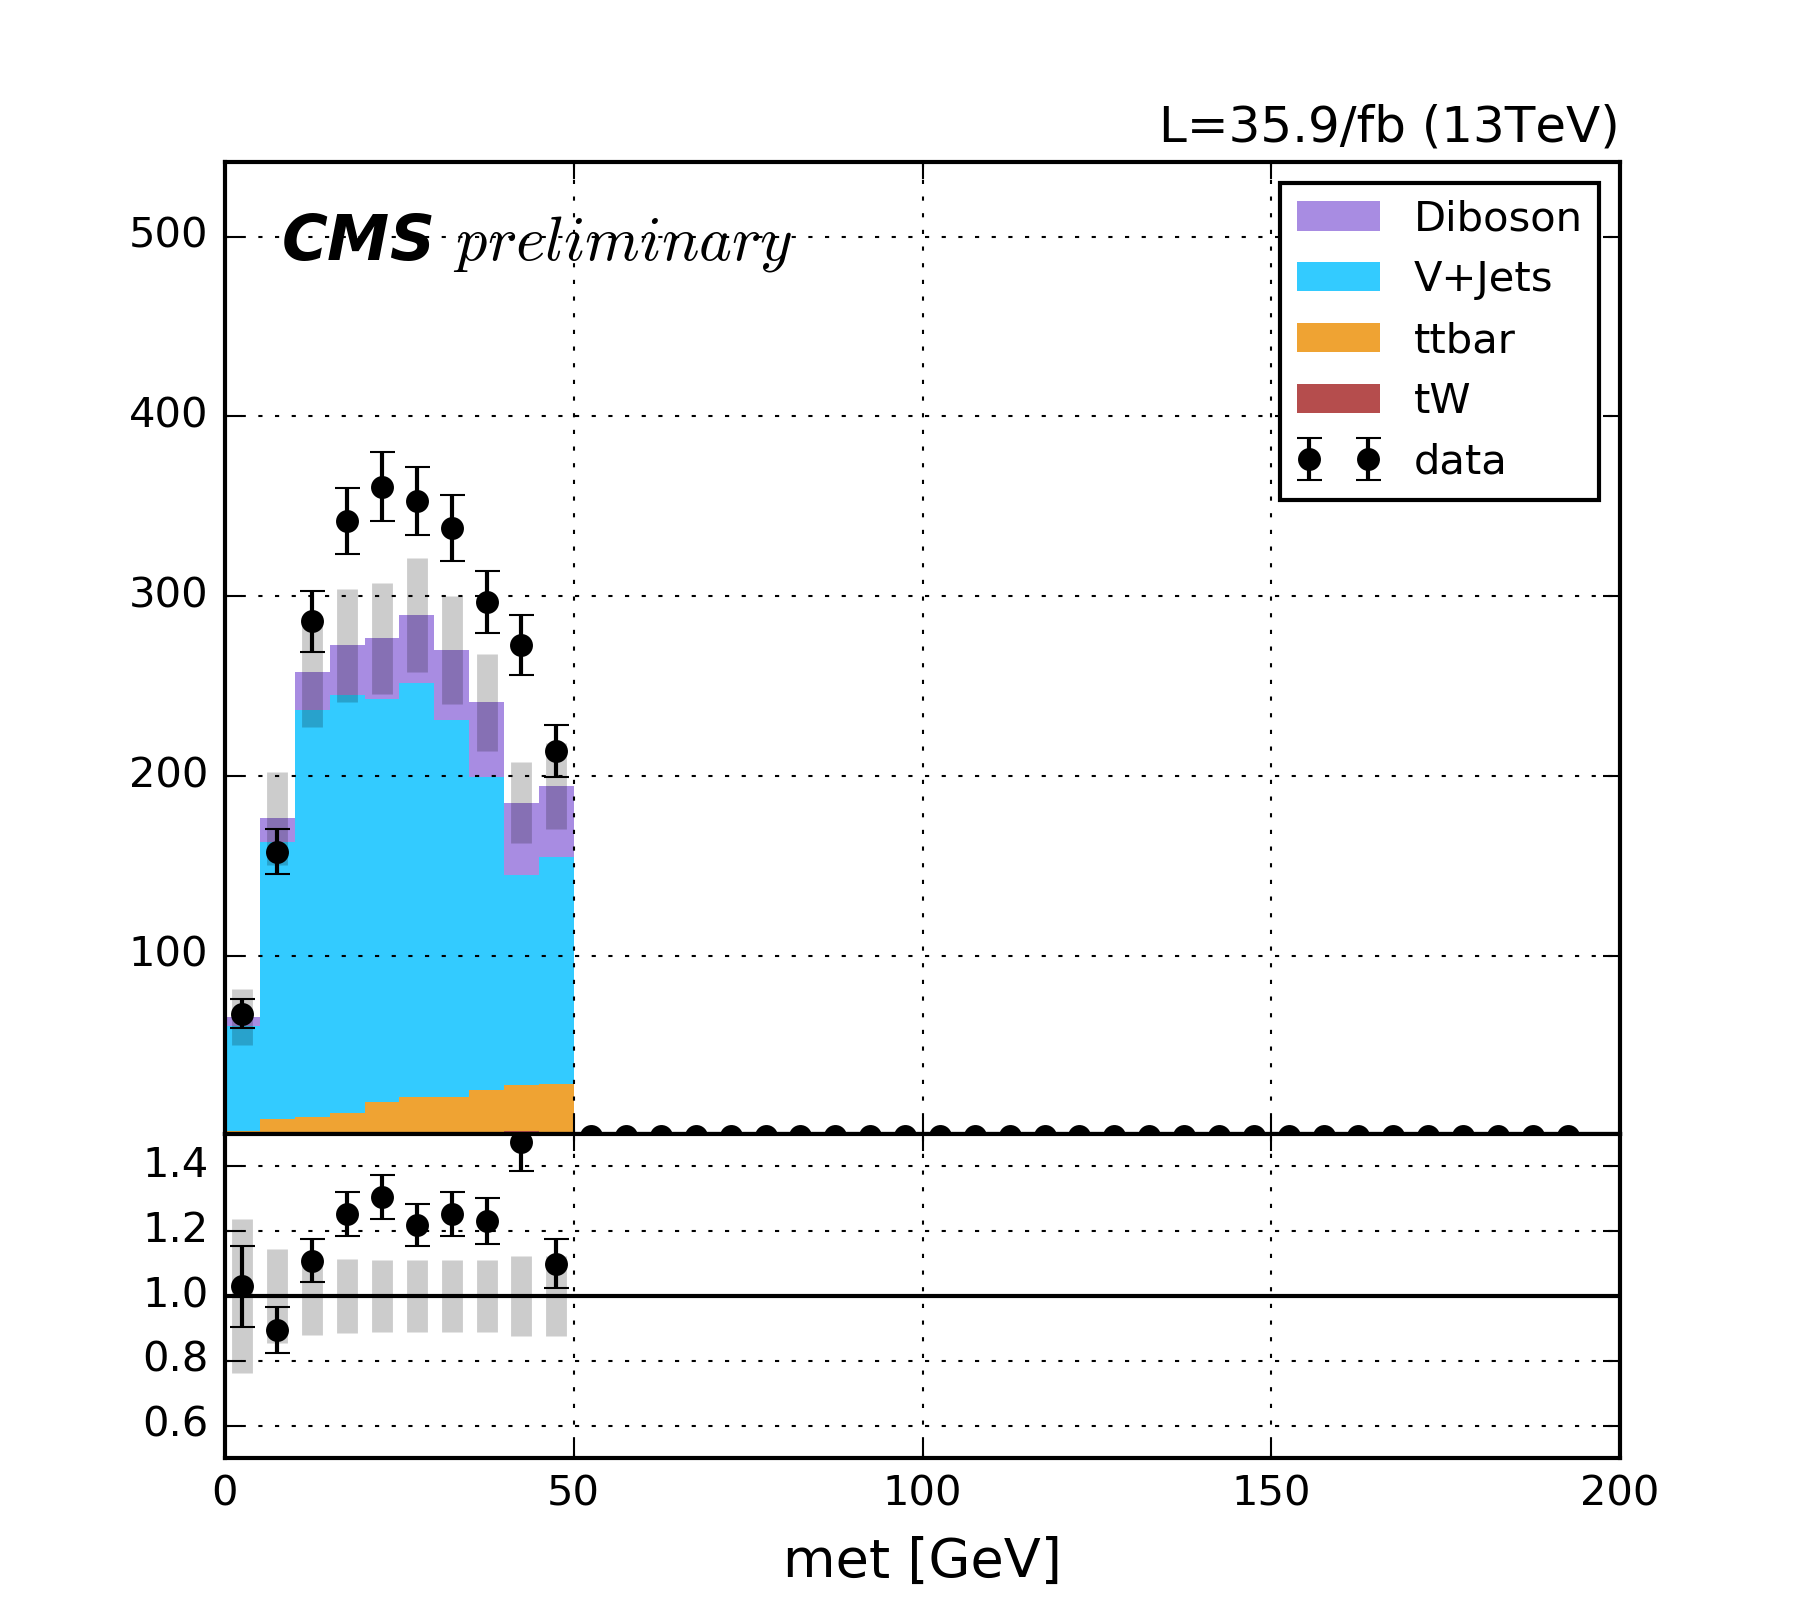 L=35.9/fb (13TeV)
CMS preliminary
Diboson
V+Jets
ttbar
tW
data
500
400
300
200
100
1.4
1.2
1.0
0.8
0.6
0 50 100 150 200
met [GeV]